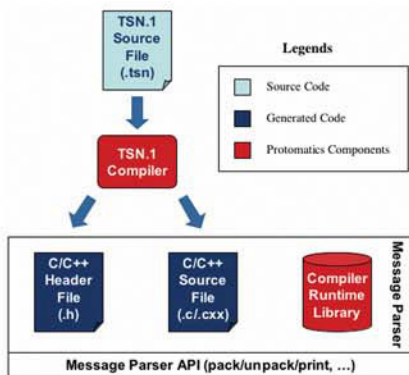 TSN.1
Source
File
(.tsn)
Legends
Source Code
Generated Code
Protomatics Components
TSN.1
Compiler
C/C++
Header
File
(.h)
C/C++
Source
File
(.c/.cxx)
Compiler
Runtime
Library
Message Parser
Message Parser API (pack/unpack/print, ...)